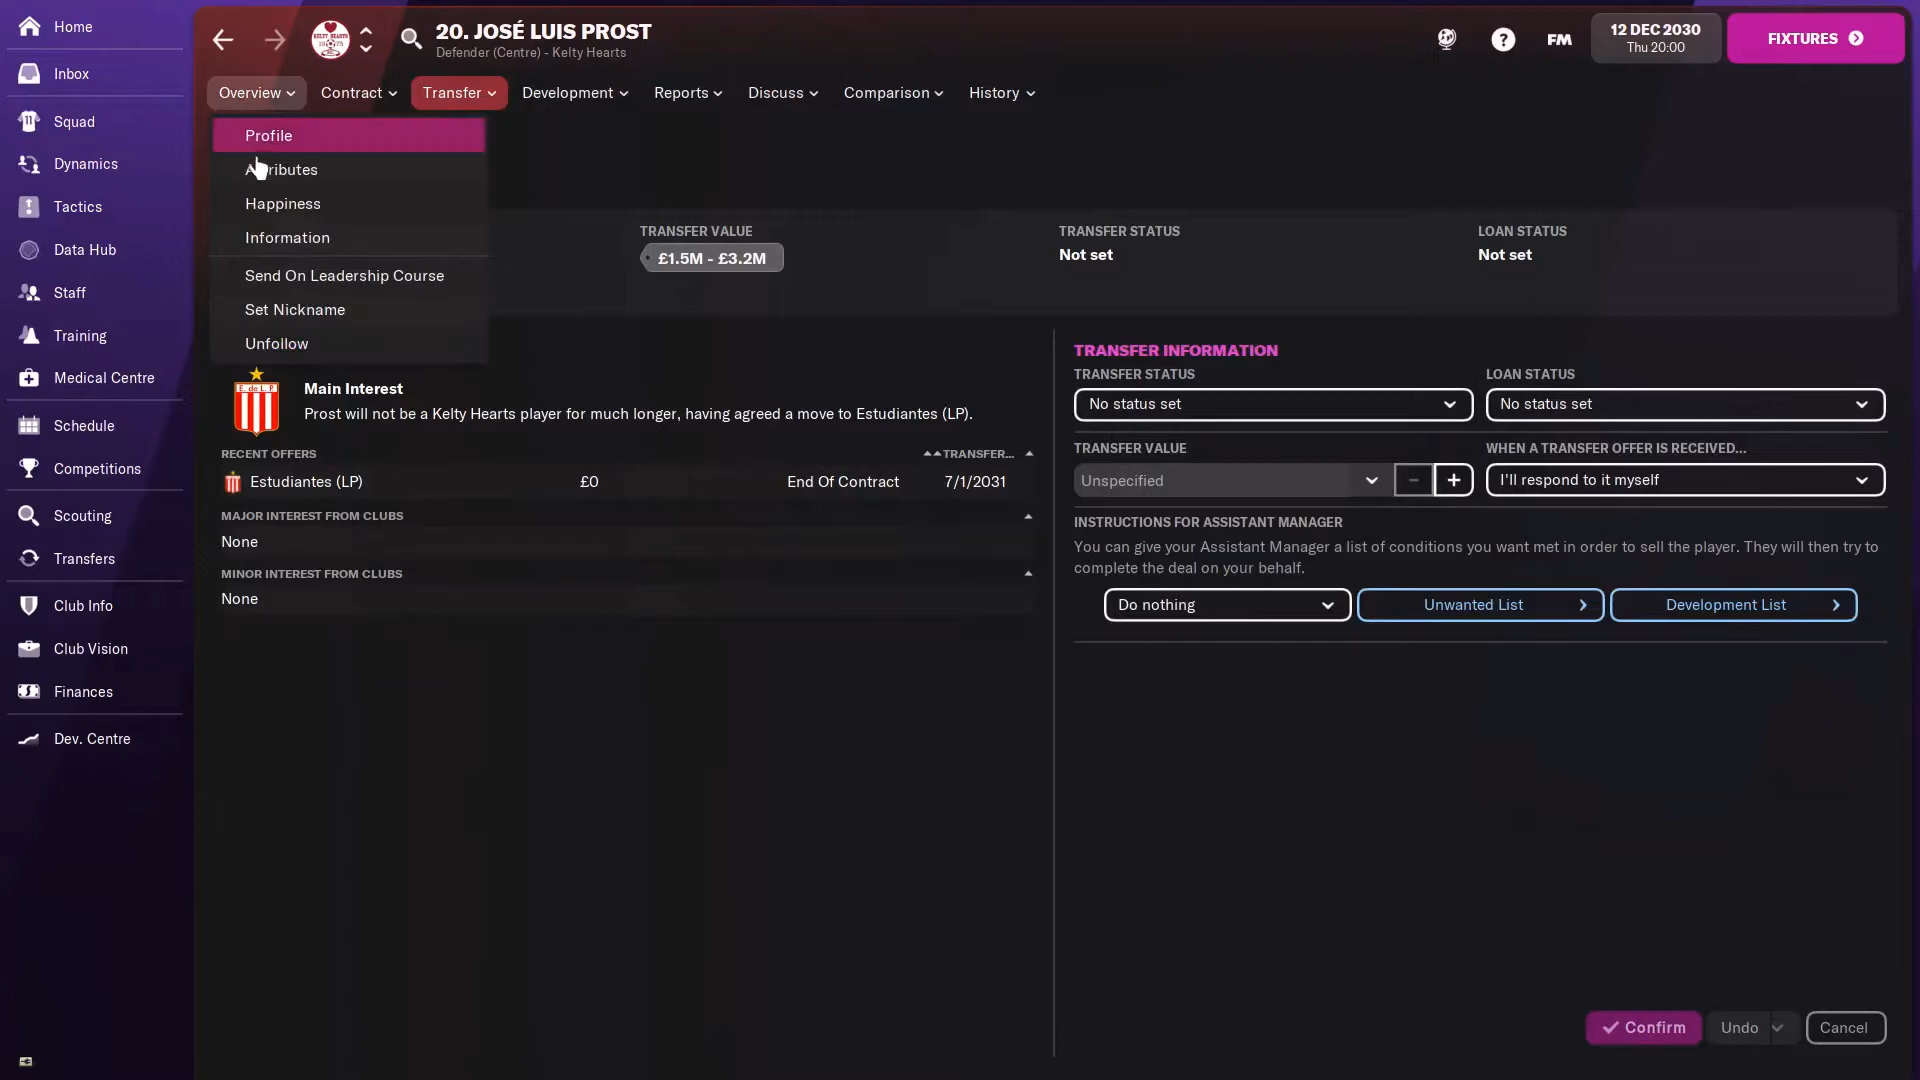 Home
Inbox
Squad
Dynamics
Tactics
Data Hub
Staff
Training
Medical Centre
Schedule
Competitions
Scouting
Transfers
Club Info
Club Vision
Finances
Dev. Centre
20. JOSÉ LUIS PROST
Defender (Centre) - Kelty Hearts
FM
12 DEC 2030
Thu 20:00
FIXTURES
Overview
Contract
Transfer
Development
Reports
Discuss
Comparison
History
Profile
Attributes
Happiness
Information
Send On Leadership Course
Set Nickname
Unfollow
TRANSFER VALUE
£1.5M - £3.2M
TRANSFER STATUS
Not set
LOAN STATUS
Not set
Main Interest
Prost will not be a Kelty Hearts player for much longer, having agreed a move to Estudiantes (LP).
RECENT OFFERS
TRANSFER...
Estudiantes (LP) £0 End Of Contract 7/1/2031
MAJOR INTEREST FROM CLUBS
None
MINOR INTEREST FROM CLUBS
None
TRANSFER INFORMATION
TRANSFER STATUS
No status set
LOAN STATUS
No status set
TRANSFER VALUE
Unspecified
WHEN A TRANSFER OFFER IS RECEIVED...
I'll respond to it myself
INSTRUCTIONS FOR ASSISTANT MANAGER
You can give your Assistant Manager a list of conditions you want met in order to sell the player. They will then try to
complete the deal on your behalf.
Do nothing
Unwanted List
Development List
Confirm
Undo
Cancel